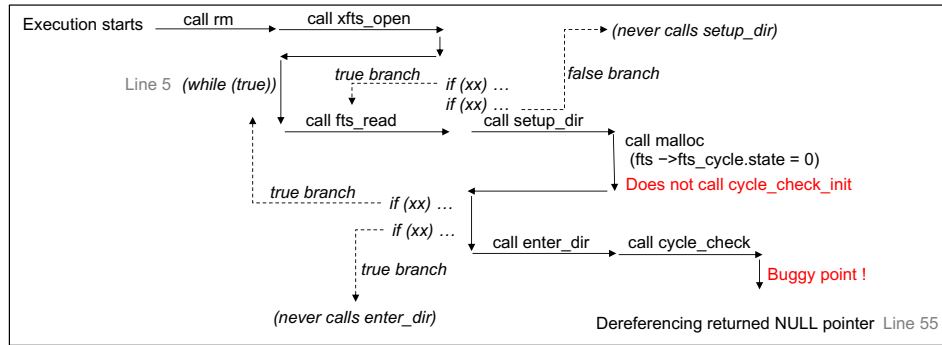 Execution starts
call rm
call xfts_open
(never calls setup_dir)
true branch
if (xx) …
false branch
Line 5 (while (true))
if (xx) …
call fts_read
call setup_dir
call malloc
(fts −>fts_cycle.state = 0)
Does not call cycle_check_init
true branch
if (xx) …
if (xx) …
call enter_dir
call cycle_check
true branch
Buggy point !
(never calls enter_dir)
Dereferencing returned NULL pointer Line 55